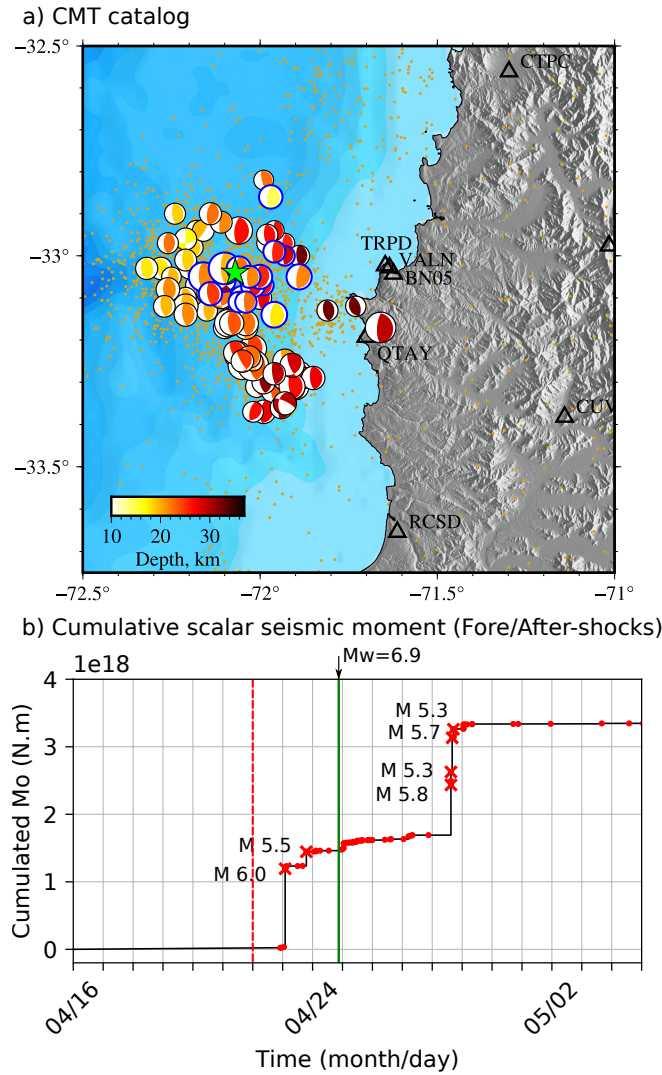 a) CMT catalog
−32.5°
CTPC
−33°
TRPD
VALN
BN05
QTAY
CUV
−33.5°
RCSD
10 20 30
Depth, km
−72.5° −72° −71.5° −71°
b) Cumulative scalar seismic moment (Fore/After-shocks)
1e18
Mw=6.9
4
M 5.3
M 5.7
3
M 5.3
M 5.8
2
M 5.5
M 6.0
1
0
Cumulated Mo (N.m)
04/16 04/24 05/02
Time (month/day)